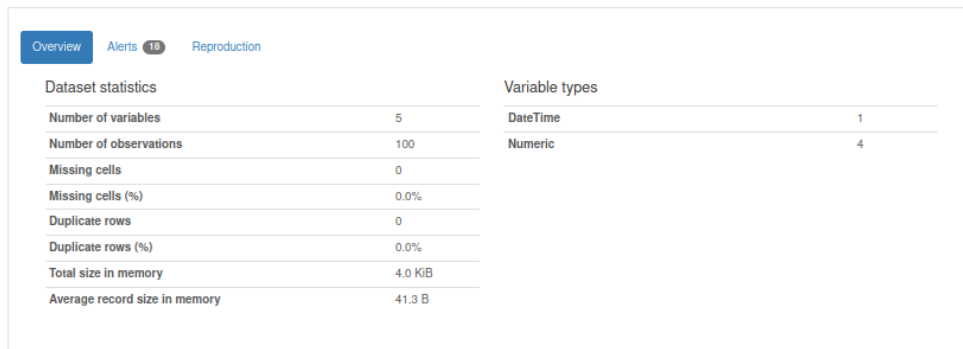 Overview Alerts 18 Reproduction
Dataset statistics
Number of variables 5
Number of observations 100
Missing cells 0
Missing cells (%) 0.0%
Duplicate rows 0
Duplicate rows (%) 0.0%
Total size in memory 4.0 KiB
Average record size in memory 41.3 B
Variable types
DateTime 1
Numeric 4